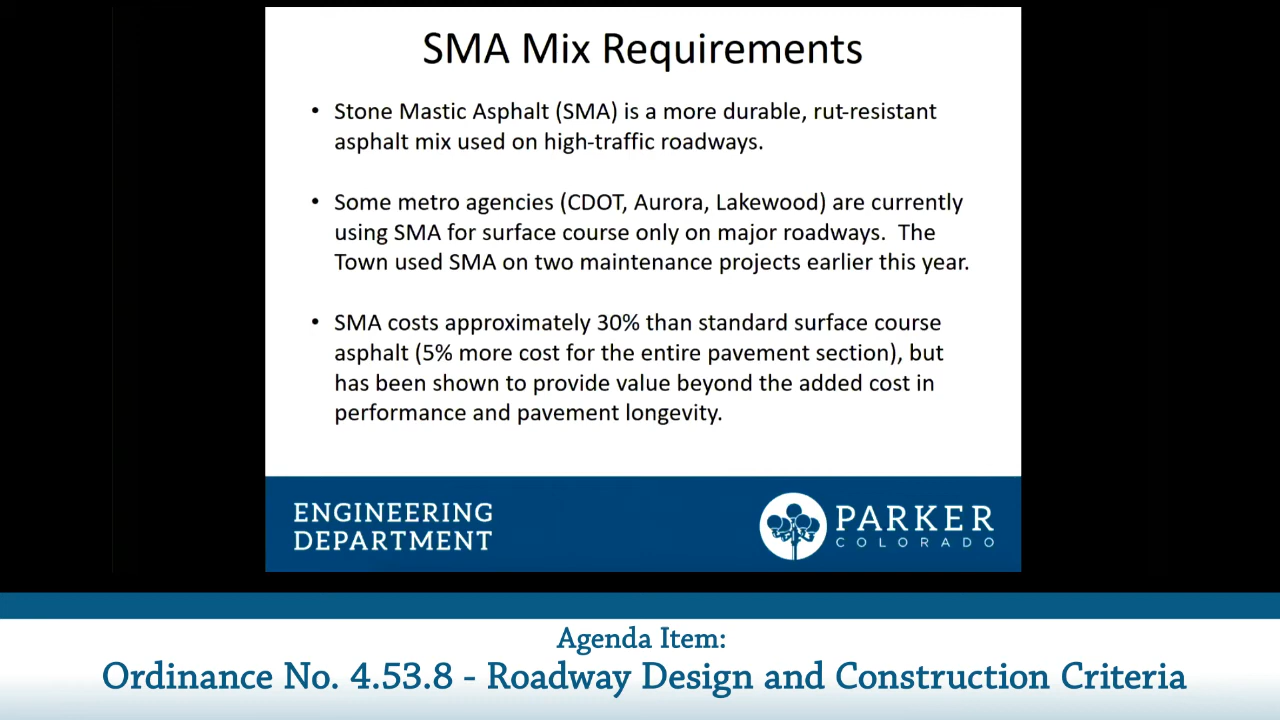 SMA Mix Requirements
• Stone Mastic Asphalt (SMA) is a more durable, rut-resistant
asphalt mix used on high-traffic roadways.
• Some metro agencies (CDOT, Aurora, Lakewood) are currently
using SMA for surface course only on major roadways.  The
Town used SMA on two maintenance projects earlier this year.
• SMA costs approximately 30% than standard surface course
asphalt (5% more cost for the entire pavement section), but
has been shown to provide value beyond the added cost in
performance and pavement longevity.
ENGINEERING
DEPARTMENT
PARKER
COLORADO
Agenda Item:
Ordinance No. 4.53.8 - Roadway Design and Construction Criteria